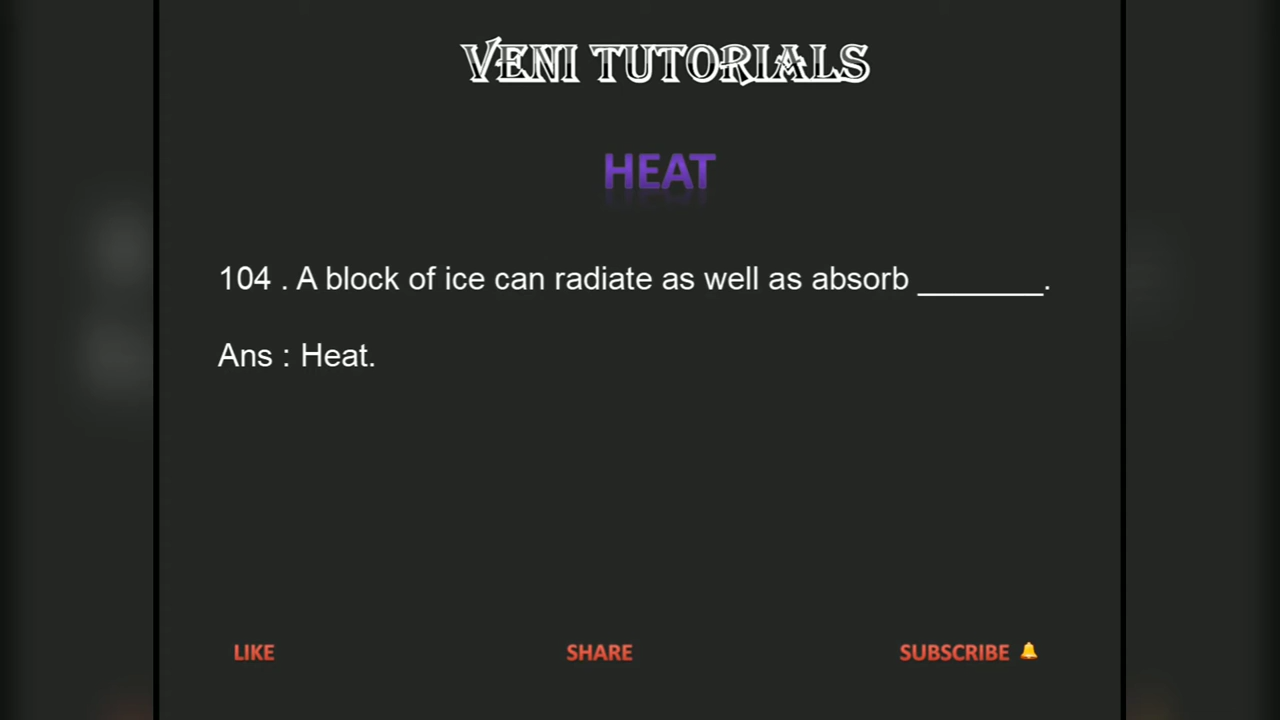 VENI TUTORIALS
HEAT
104 . A block of ice can radiate as well as absorb ________.
Ans : Heat.
LIKE SHARE SUBSCRIBE 🔔